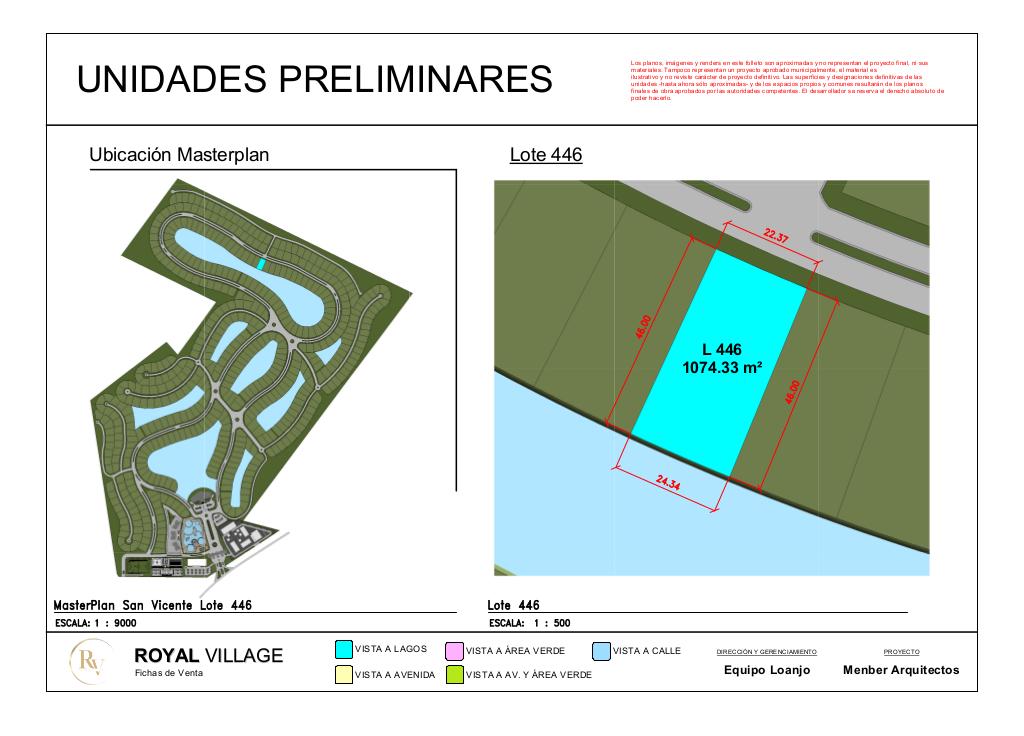 UNIDADES PRELIMINARES
Los planos, imágenes y renders en este folleto son aproximadas y no representan el proyecto final, ni sus
materiales. Tampoco representan un proyecto aprobado municipalmente, el material es
ilustrativo y no reviste carácter de proyecto definitivo. Las superficies y designaciones definitivas de las
unidades -hasta ahora sólo aproximadas- y de los espacios propios y comunes resultarán de los planos
finales de obra aprobados por las autoridades competentes. El desarrollador se reserva el derecho absoluto de
poder hacerlo.
Ubicación Masterplan
Lote 446
22.37
46.00
L 446
1074.33 m²
46.00
24.34
MasterPlan San Vicente Lote 446
ESCALA: 1 : 9000
Lote 446
ESCALA: 1 : 500
RV
ROYAL VILLAGE
Fichas de Venta
VISTA A LAGOS
VISTA A ÁREA VERDE
VISTA A CALLE
VISTA A AVENIDA
VISTA A AV. Y ÁREA VERDE
DIRECCIÓN Y GERENCIAMIENTO
Equipo Loanjo
PROYECTO
Menber Arquitectos